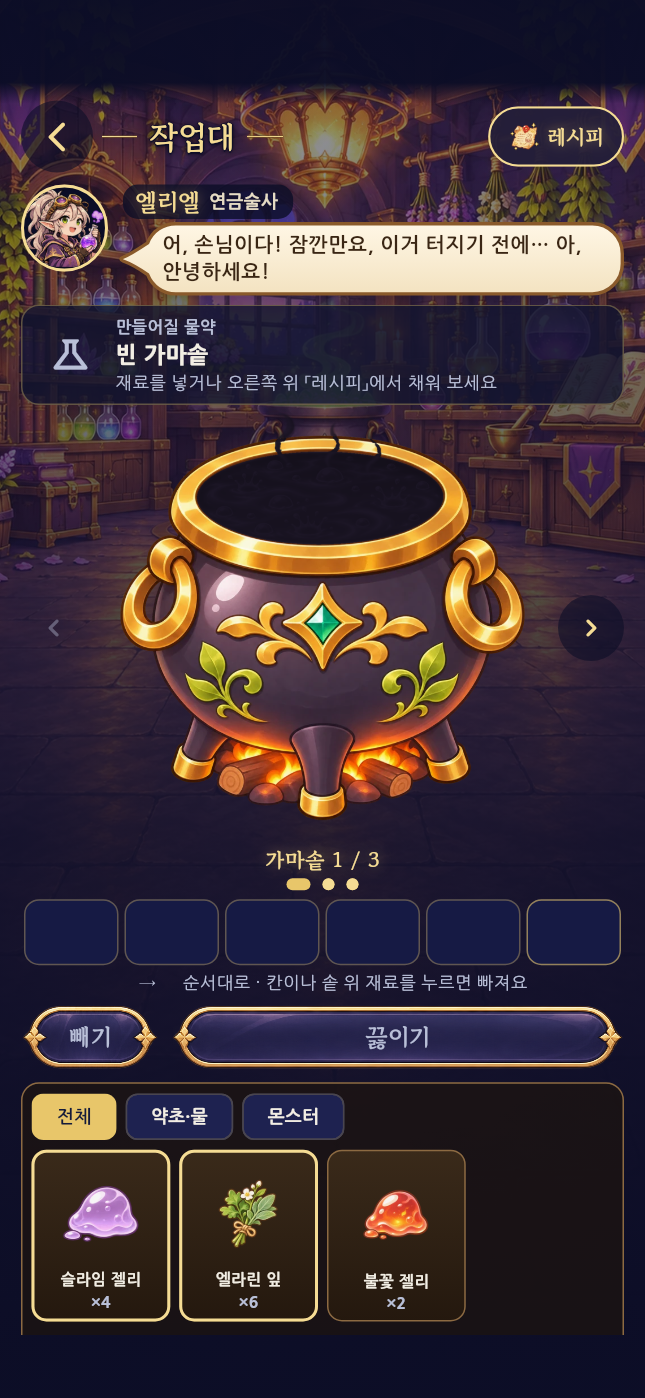 작업대
레시피
엘리엘 연금술사
어, 손님이다! 잠깐만요, 이거 터지기 전에… 아,
안녕하세요!
만들어질 물약
빈 가마솥
재료를 넣거나 오른쪽 위 「레시피」에서 채워 보세요
가마솥 1 / 3
→ 순서대로 · 칸이나 솥 위 재료를 누르면 빠져요
빼기
끓이기
전체
약초·물
몬스터
슬라임 젤리
×4
엘라린 잎
×6
불꽃 젤리
×2